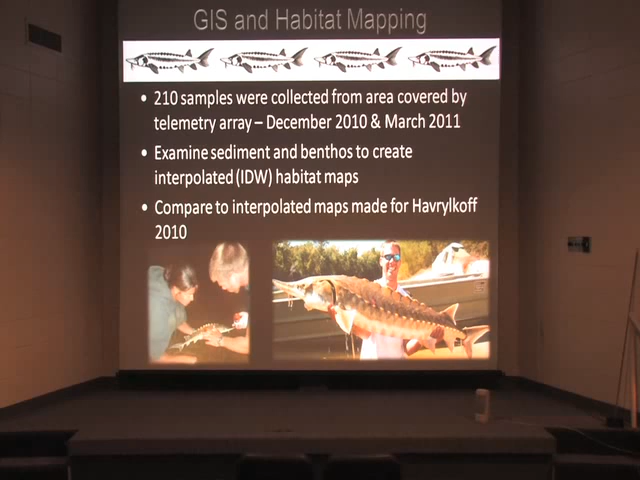 GIS and Habitat Mapping
• 210 samples were collected from area covered by
telemetry array – December 2010 & March 2011
• Examine sediment and benthos to create
interpolated (IDW) habitat maps
• Compare to interpolated maps made for Havrylkoff
2010